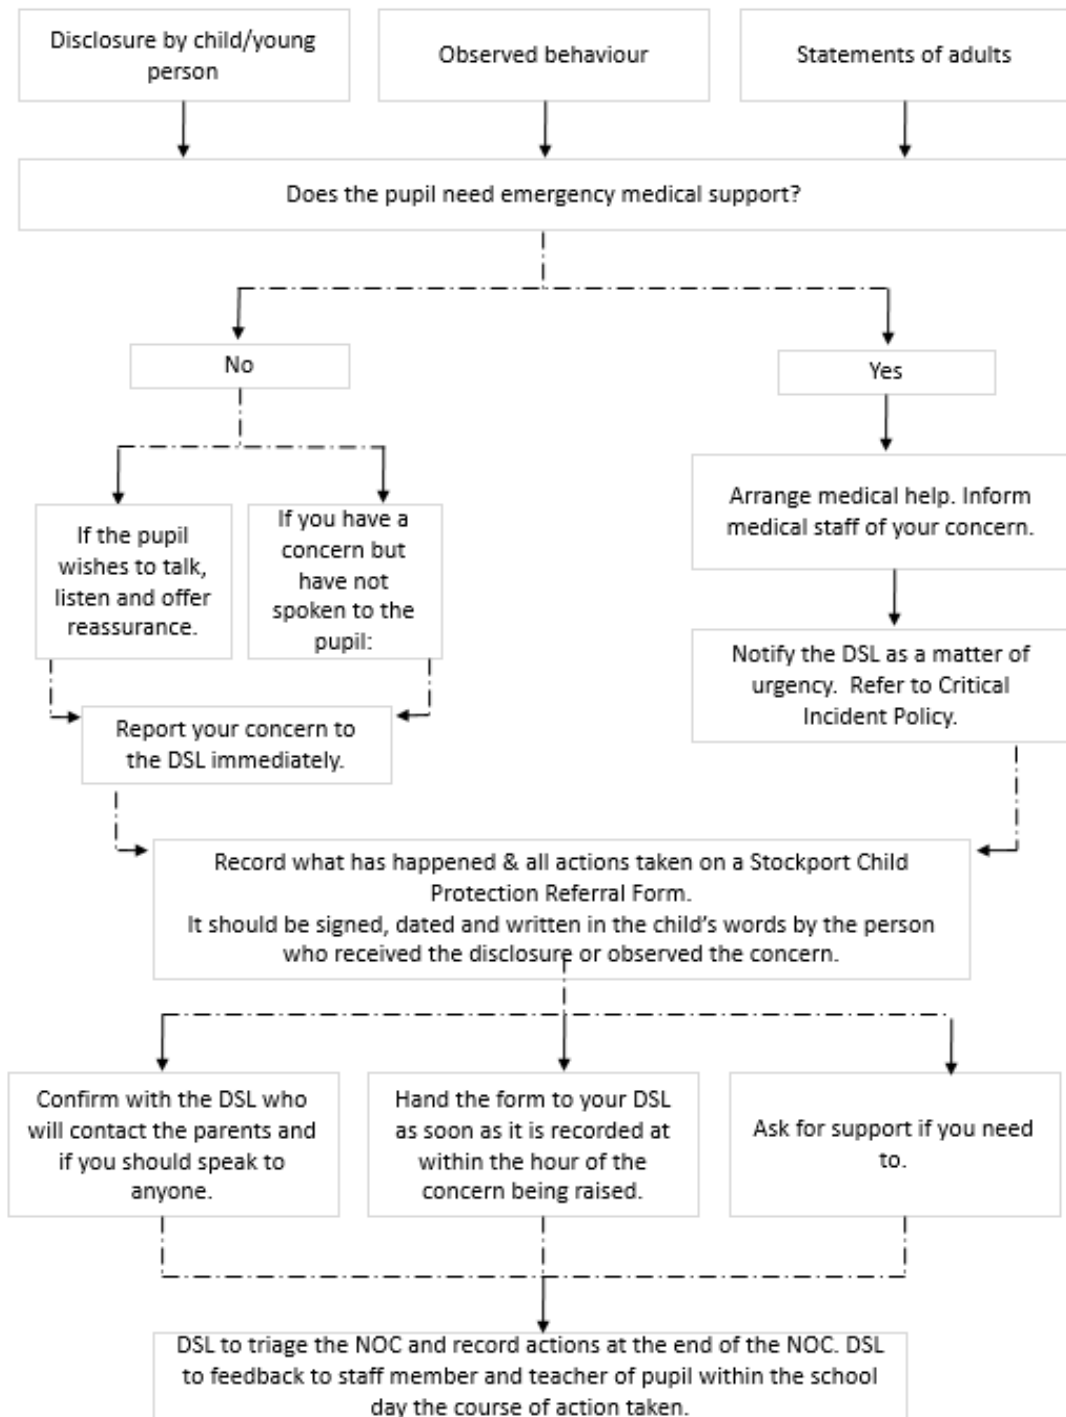 Disclosure by child/young
person
Observed behaviour
Statements of adults
Does the pupil need emergency medical support?
No
Yes
If the pupil
wishes to talk,
listen and offer
reassurance.
If you have a
concern but
have not
spoken to the
pupil:
Arrange medical help. Inform
medical staff of your concern.
Report your concern to
the DSL immediately.
Notify the DSL as a matter of
urgency.  Refer to Critical
Incident Policy.
Record what has happened & all actions taken on a Stockport Child
Protection Referral Form.
It should be signed, dated and written in the child's words by the person
who received the disclosure or observed the concern.
Confirm with the DSL who
will contact the parents and
if you should speak to
anyone.
Hand the form to your DSL
as soon as it is recorded at
within the hour of the
concern being raised.
Ask for support if you need
to.
DSL to triage the NOC and record actions at the end of the NOC. DSL
to feedback to staff member and teacher of pupil within the school
day the course of action taken.